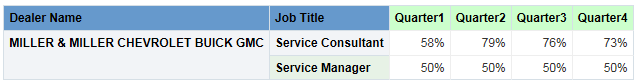 Dealer Name Job Title Quarter1 Quarter2 Quarter3 Quarter4
MILLER & MILLER CHEVROLET BUICK GMC Service Consultant 58% 79% 76% 73%
Service Manager 50% 50% 50% 50%